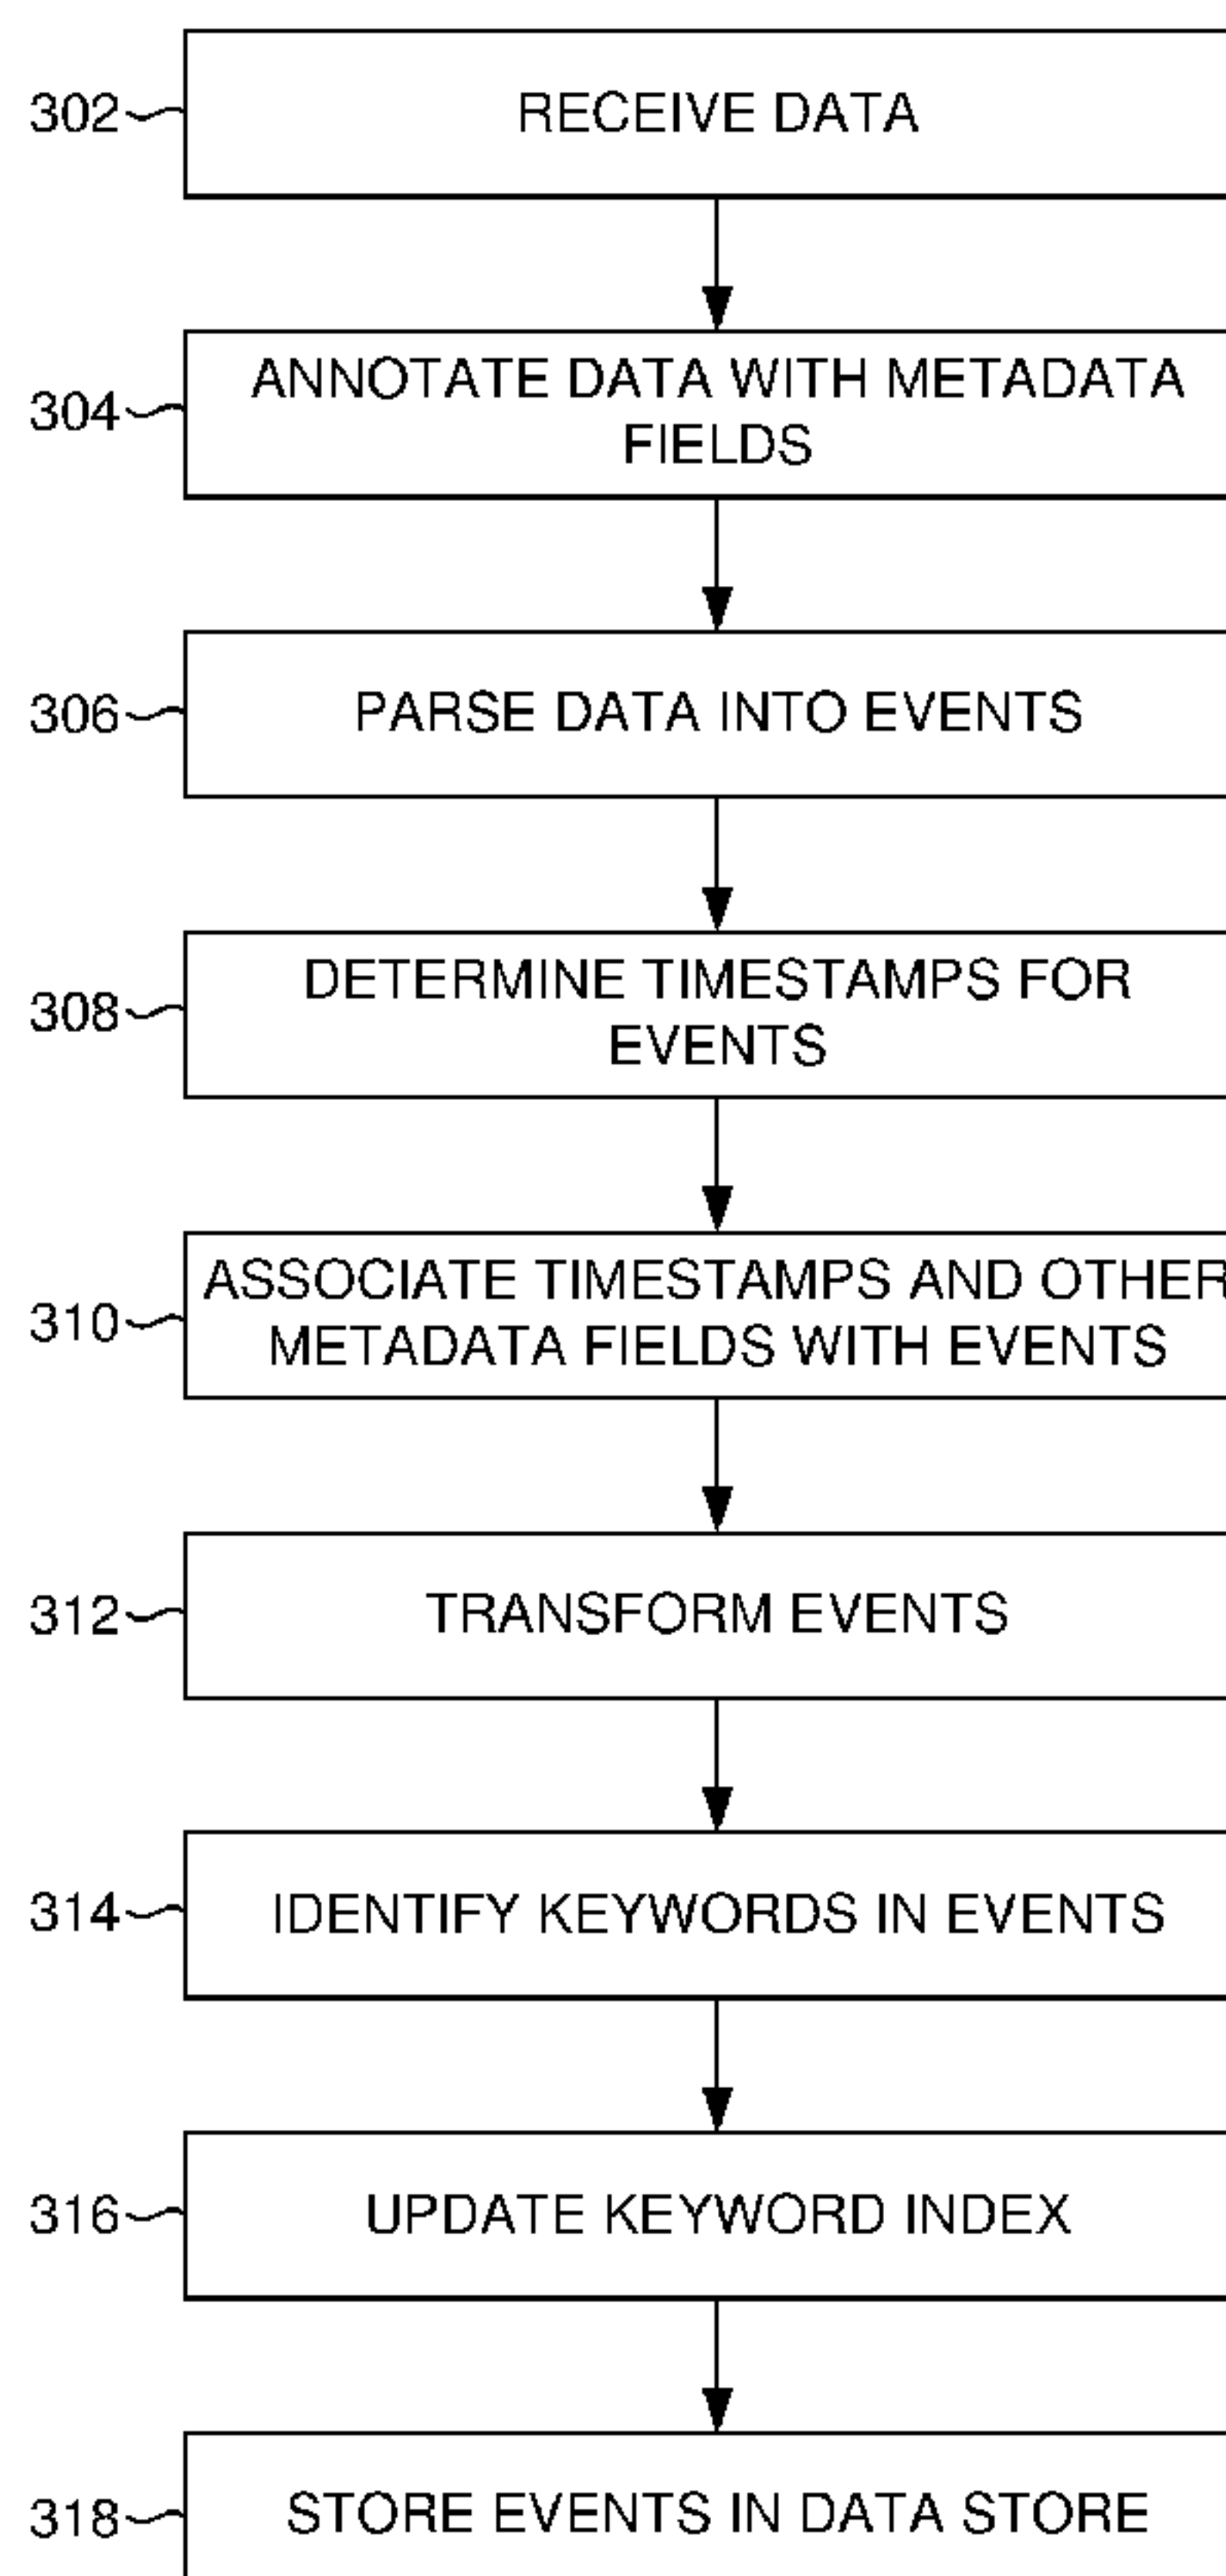 302
RECEIVE DATA
304
ANNOTATE DATA WITH METADATA
FIELDS
306
PARSE DATA INTO EVENTS
308
DETERMINE TIMESTAMPS FOR
EVENTS
310
ASSOCIATE TIMESTAMPS AND OTHER
METADATA FIELDS WITH EVENTS
312
TRANSFORM EVENTS
314
IDENTIFY KEYWORDS IN EVENTS
316
UPDATE KEYWORD INDEX
318
STORE EVENTS IN DATA STORE